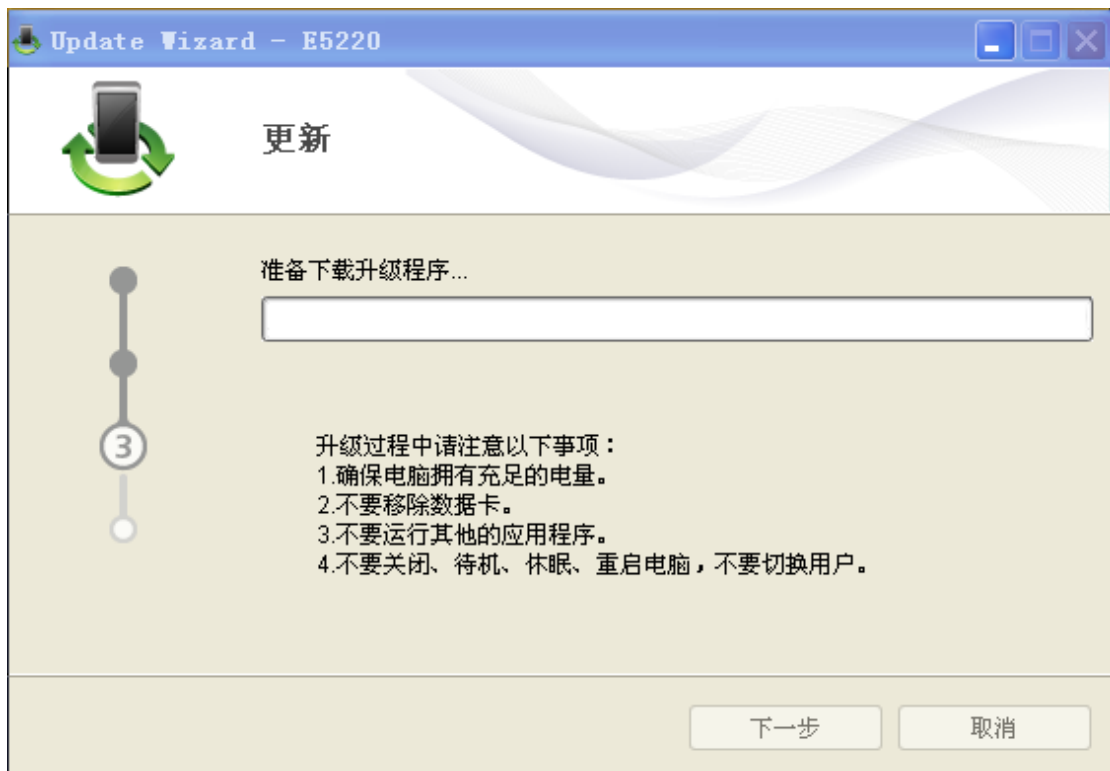 Update Wizard - E5220
更新
准备下载升级程序...
3
升级过程中请注意以下事项：
1.确保电脑拥有充足的电量。
2.不要移除数据卡。
3.不要运行其他的应用程序。
4.不要关闭、待机、休眠、重启电脑，不要切换用户。
下一步
取消